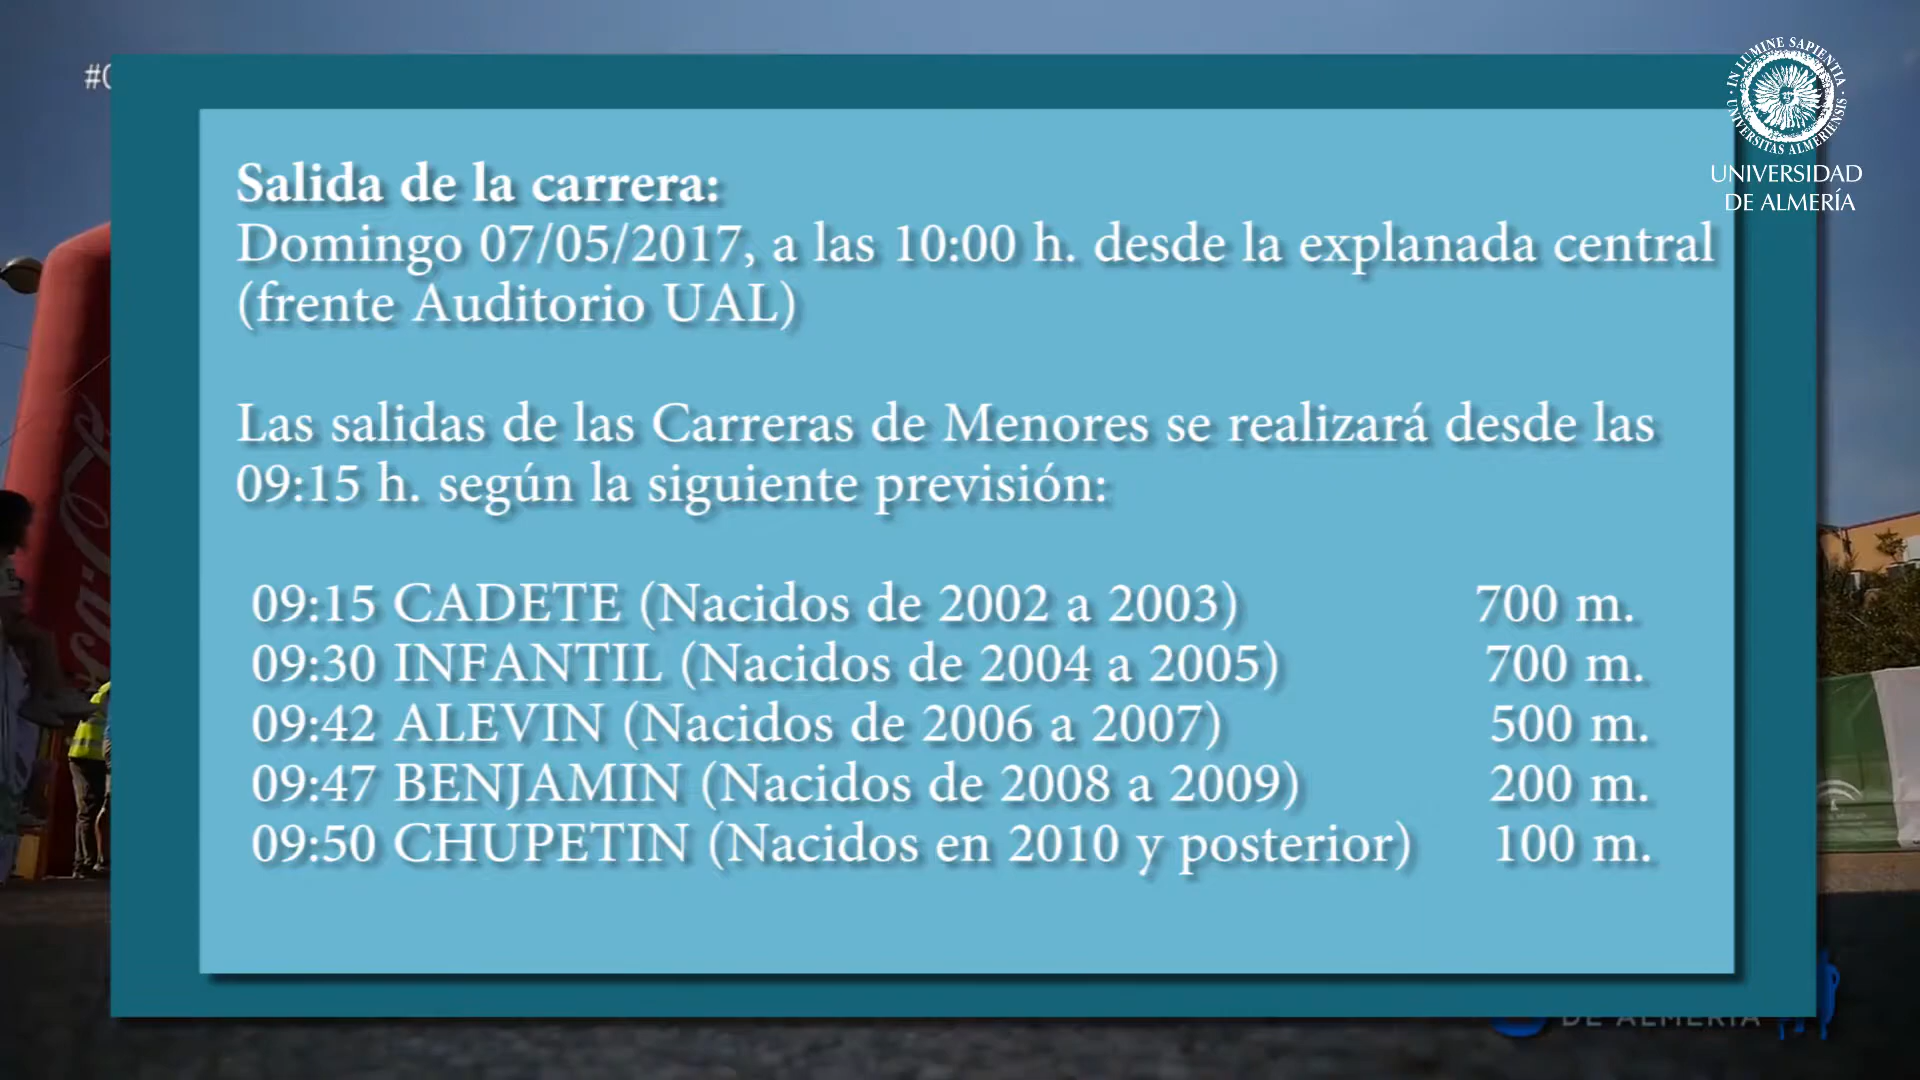 IN LUMINE SAPIENTIA
UNIVERSITAS ALMERIENSIS
UNIVERSIDAD
DE ALMERÍA
Salida de la carrera:
Domingo 07/05/2017, a las 10:00 h. desde la explanada central
(frente Auditorio UAL)
Las salidas de las Carreras de Menores se realizará desde las
09:15 h. según la siguiente previsión:
09:15 CADETE (Nacidos de 2002 a 2003) 700 m.
09:30 INFANTIL (Nacidos de 2004 a 2005) 700 m.
09:42 ALEVIN (Nacidos de 2006 a 2007) 500 m.
09:47 BENJAMIN (Nacidos de 2008 a 2009) 200 m.
09:50 CHUPETIN (Nacidos en 2010 y posterior) 100 m.
DE ALMERÍA